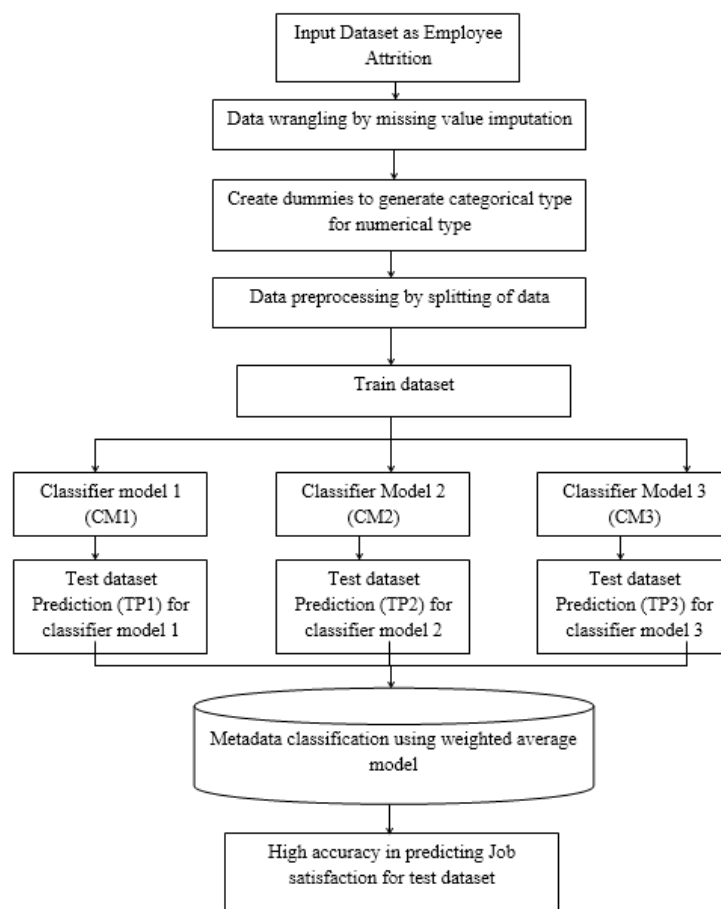 Input Dataset as Employee
Attrition
Data wrangling by missing value imputation
Create dummies to generate categorical type
for numerical type
Data preprocessing by splitting of data
Train dataset
Classifier model 1
(CM1)
Classifier Model 2
(CM2)
Classifier Model 3
(CM3)
Test dataset
Prediction (TP1) for
classifier model 1
Test dataset
Prediction (TP2) for
classifier model 2
Test dataset
Prediction (TP3) for
classifier model 3
Metadata classification using weighted average
model
High accuracy in predicting Job
satisfaction for test dataset